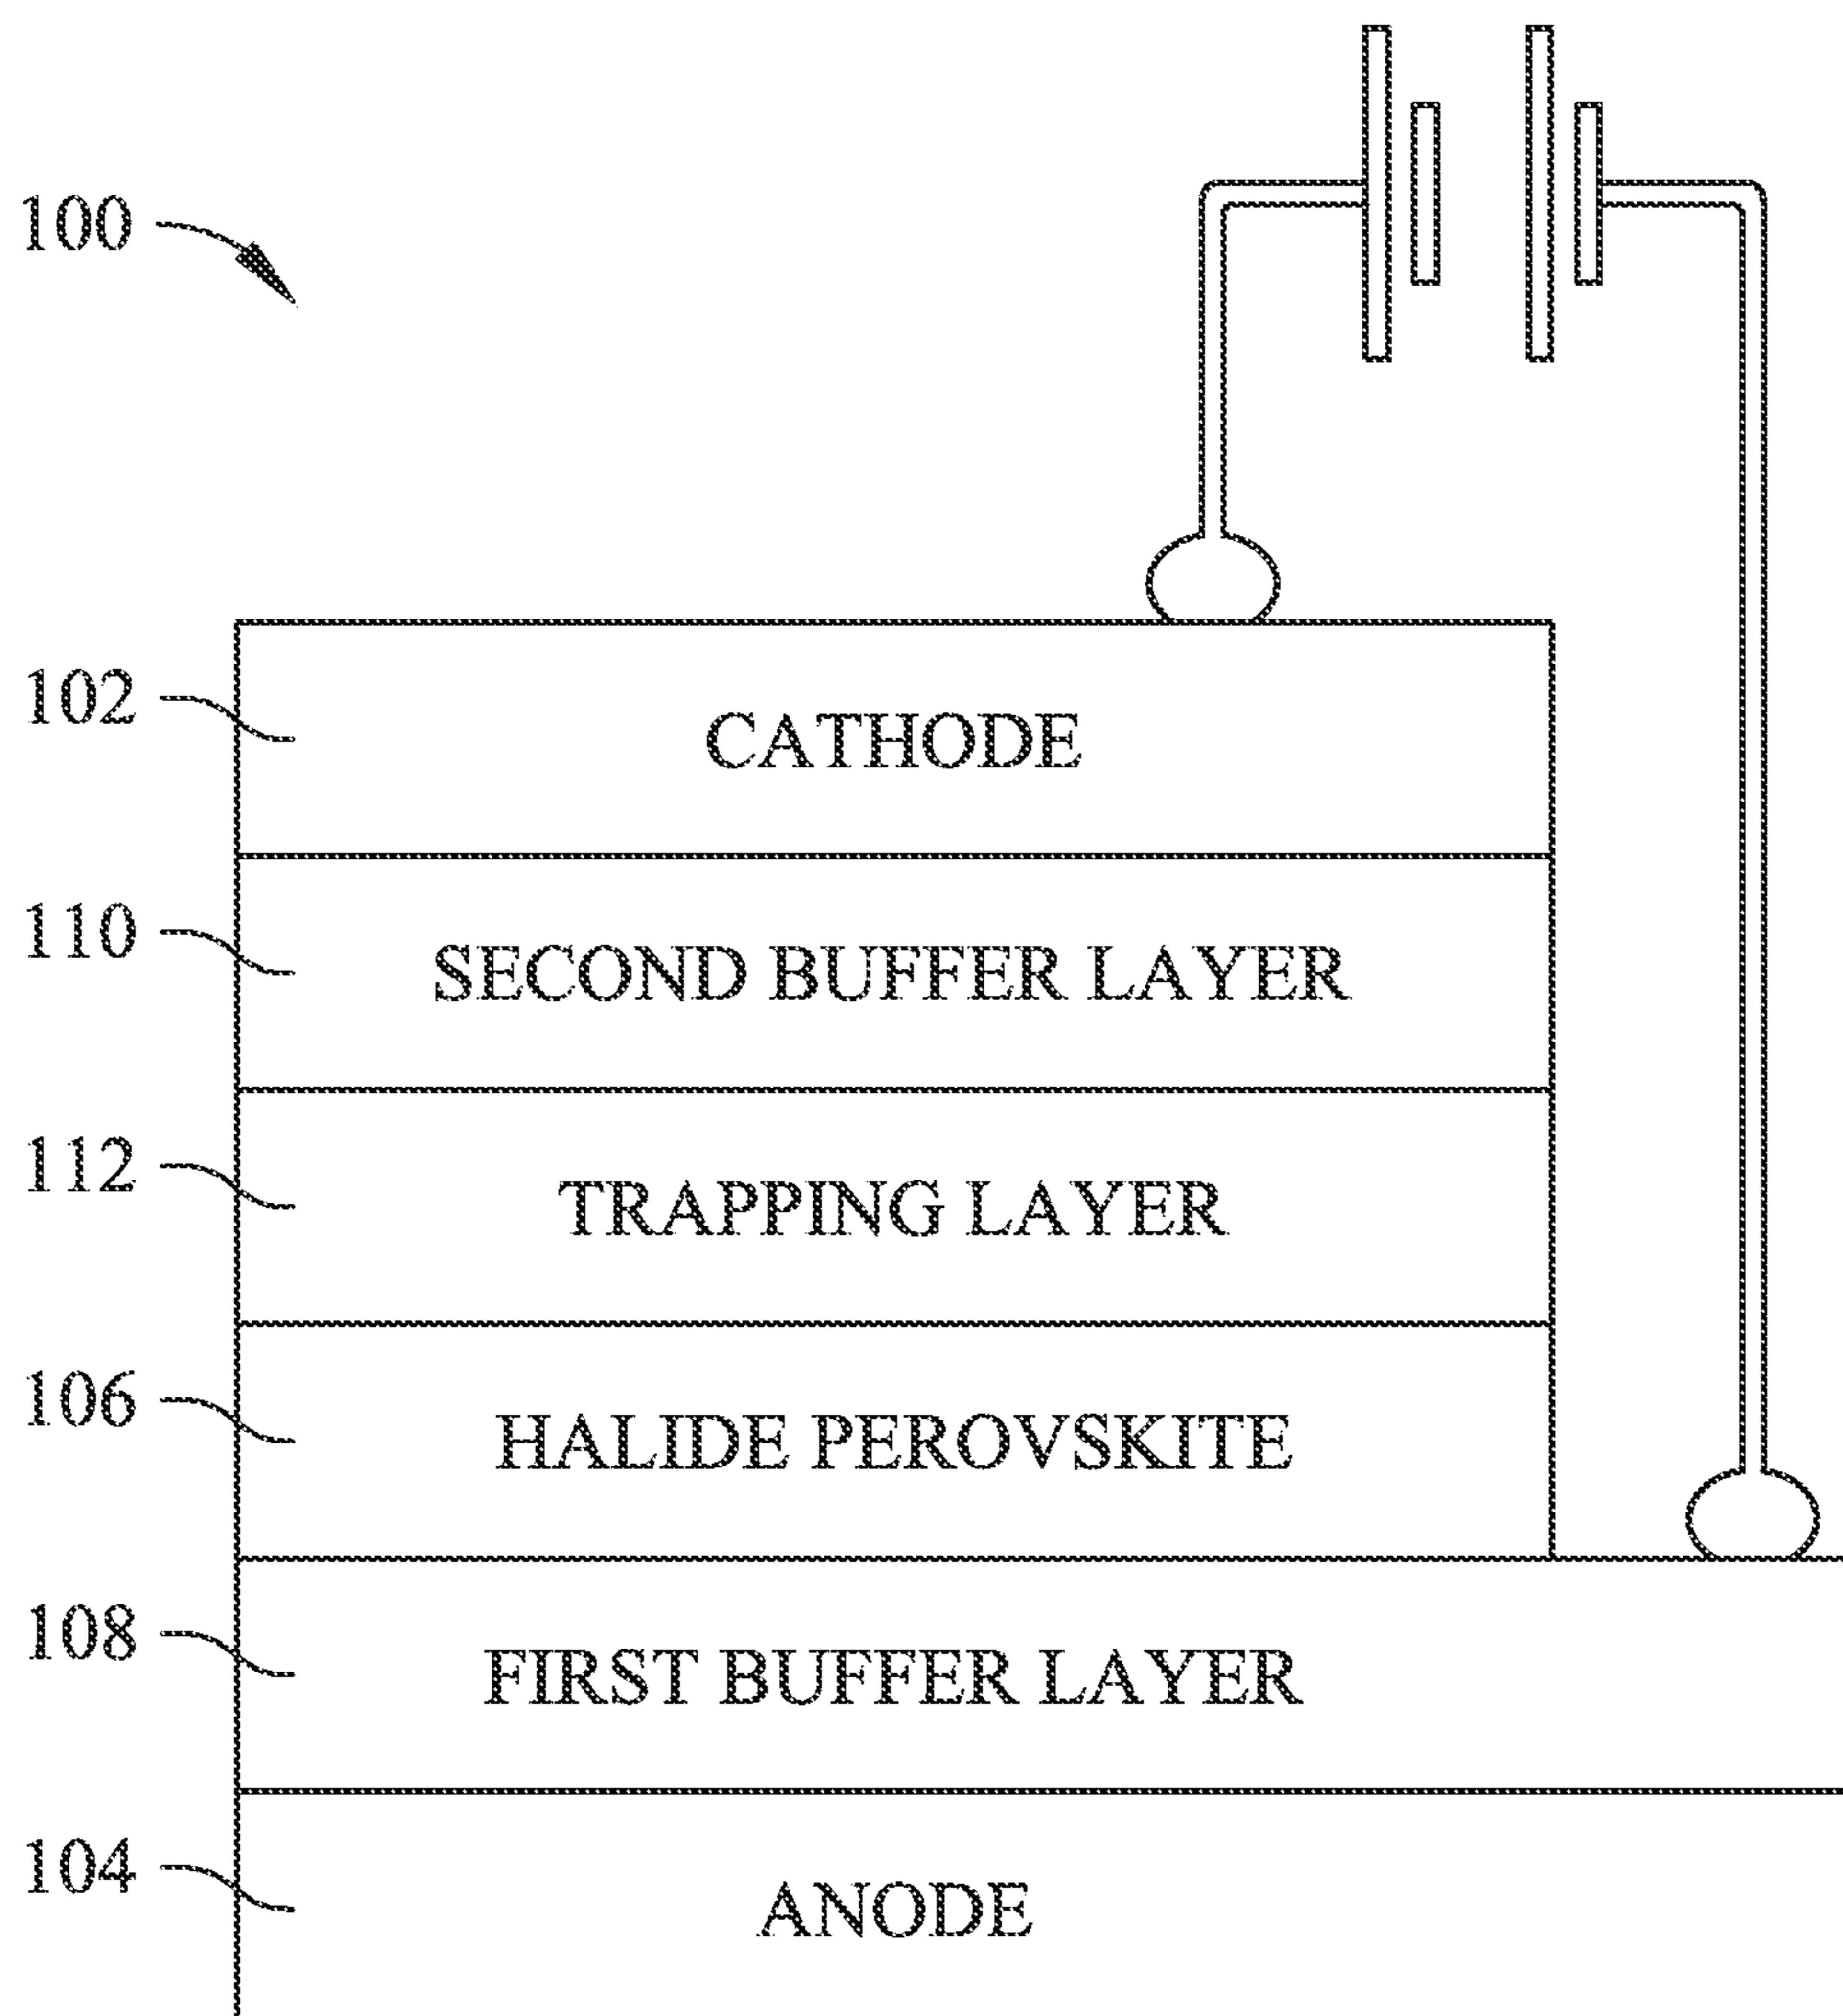 100
102 CATHODE
110 SECOND BUFFER LAYER
112 TRAPPING LAYER
106 HALIDE PEROVSKITE
108 FIRST BUFFER LAYER
104 ANODE